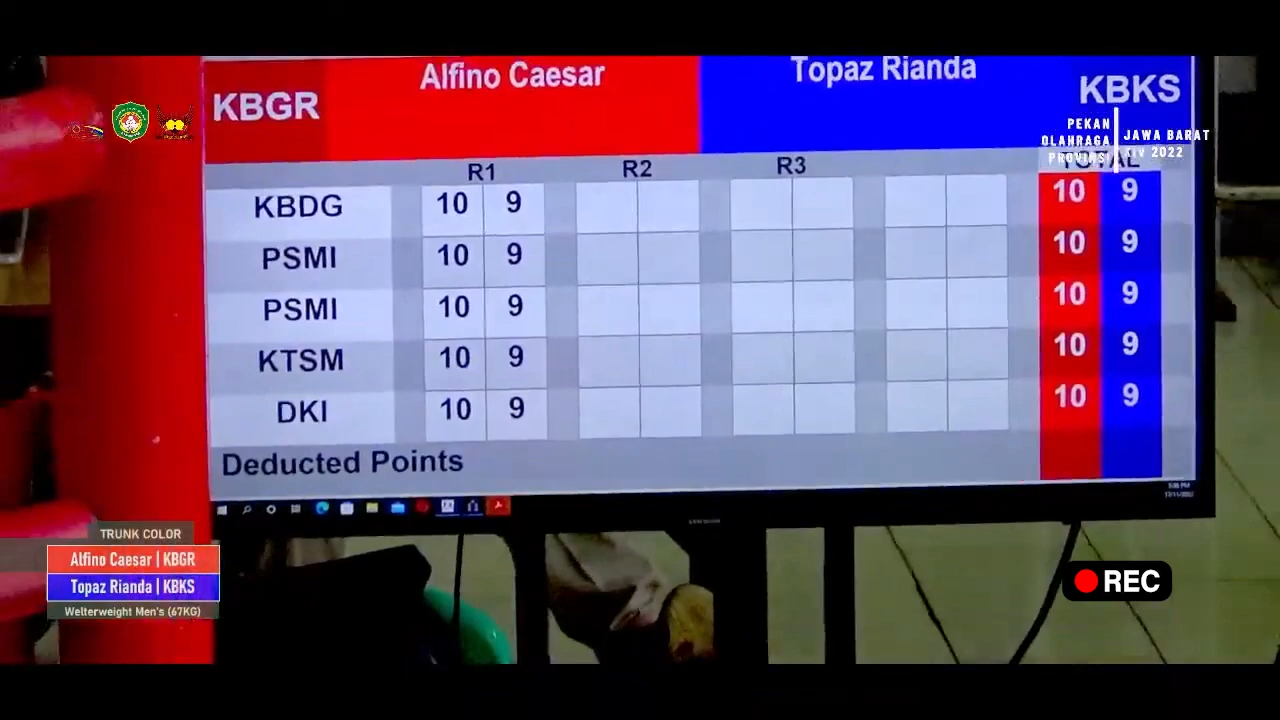 Alfino Caesar
Topaz Rianda
KBGR
KBKS
PEKAN
OLAHRAGA
PROVINSI
JAWA BARAT
XIV 2022
R1 R2 R3 TOTAL
KBDG 10 9 10 9
PSMI 10 9 10 9
PSMI 10 9 10 9
KTSM 10 9 10 9
DKI 10 9 10 9
Deducted Points
TRUNK COLOR
Alfino Caesar | KBGR
Topaz Rianda | KBKS
Welterweight Men's (67KG)
REC